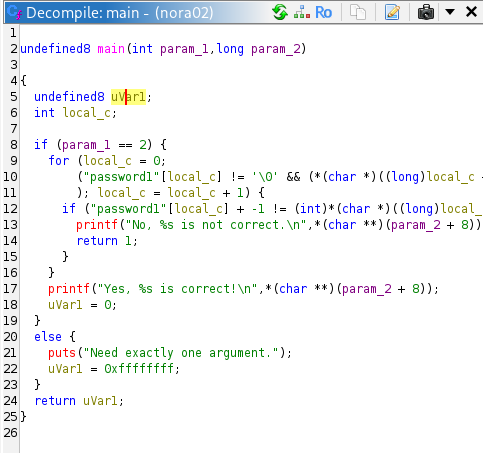 Decompile: main - (nora02)
Ro
1
2 undefined8 main(int param_1,long param_2)
3
4 {
5 undefined8 uVar1;
6 int local_c;
7
8 if (param_1 == 2) {
9 for (local_c = 0;
10 ("password1"[local_c] != '\0' && (*(char *)((long)local_c +
11 ); local_c = local_c + 1) {
12 if ("password1"[local_c] + -1 != (int)*(char *)((long)local_
13 printf("No, %s is not correct.\n",*(char **)(param_2 + 8))
14 return 1;
15 }
16 }
17 printf("Yes, %s is correct!\n",*(char **)(param_2 + 8));
18 uVar1 = 0;
19 }
20 else {
21 puts("Need exactly one argument.");
22 uVar1 = 0xffffffff;
23 }
24 return uVar1;
25 }
26